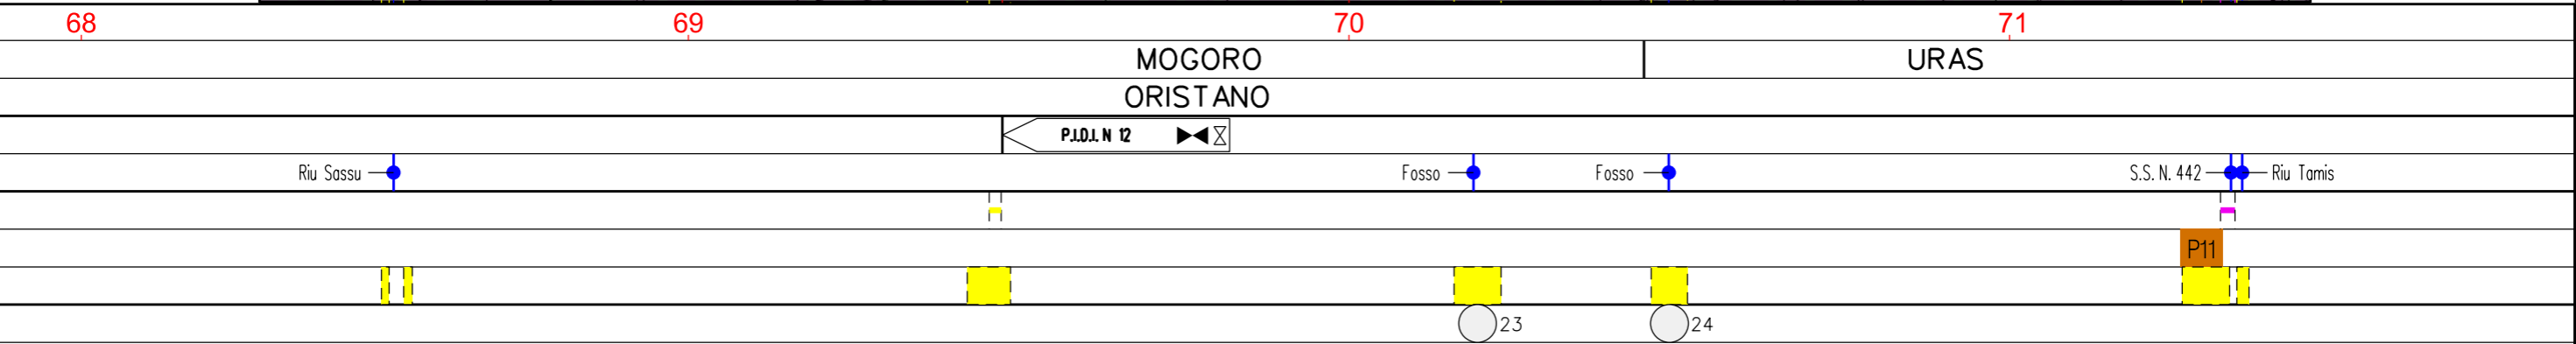 68 69 70 71
MOGORO URAS
ORISTANO
P.I.D.I. N 12
Riu Sassu Fosso Fosso S.S. N. 442 Riu Tamis
P11
23 24